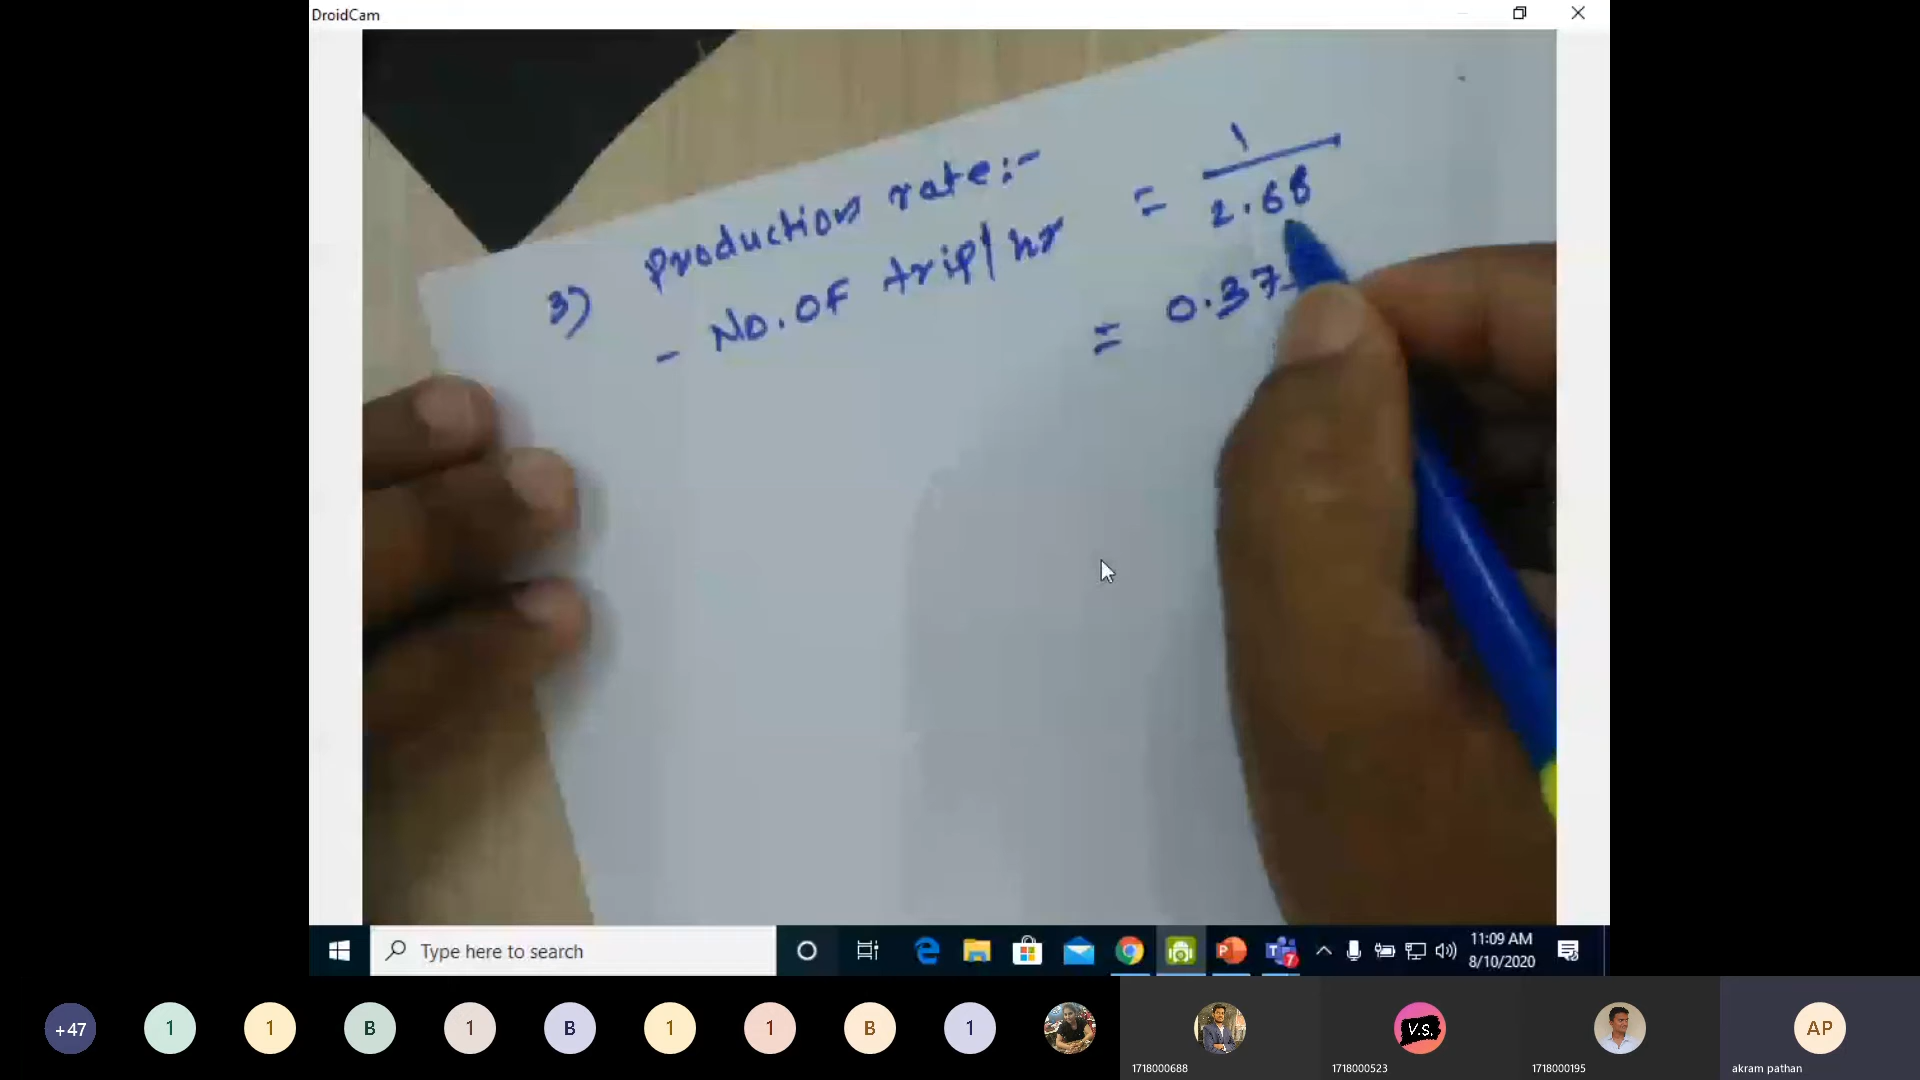 DroidCam
3) Production rate:-
- No. OF trip/hr = 1
2.68
= 0.37
Type here to search
11:09 AM
8/10/2020
7
+47
1
1
B
1
B
1
1
B
1
V.S.
AP
1718000688
1718000523
1718000195
akram pathan